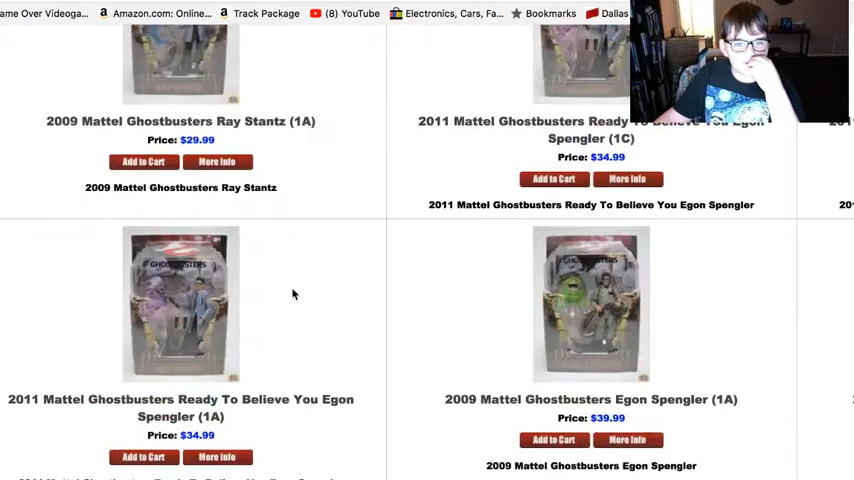 ame Over Videoga...
Amazon.com: Online...
Track Package
(8) YouTube
Electronics, Cars, Fa...
Bookmarks
Dallas
2009 Mattel Ghostbusters Ray Stantz (1A)
Price: $29.99
Add to Cart
More Info
2009 Mattel Ghostbusters Ray Stantz
2011 Mattel Ghostbusters Ready To Believe You Egon
Spengler (1C)
Price: $34.99
Add to Cart
More Info
2011 Mattel Ghostbusters Ready To Believe You Egon Spengler
GHOSTBUSTERS
2011 Mattel Ghostbusters Ready To Believe You Egon
Spengler (1A)
Price: $34.99
Add to Cart
More Info
GHOSTBUSTERS
2009 Mattel Ghostbusters Egon Spengler (1A)
Price: $39.99
Add to Cart
More Info
2009 Mattel Ghostbusters Egon Spengler